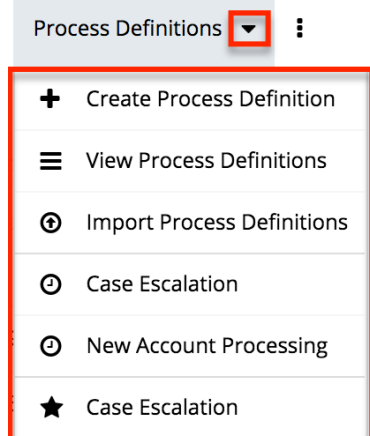 Process Definitions
Create Process Definition
View Process Definitions
Import Process Definitions
Case Escalation
New Account Processing
Case Escalation